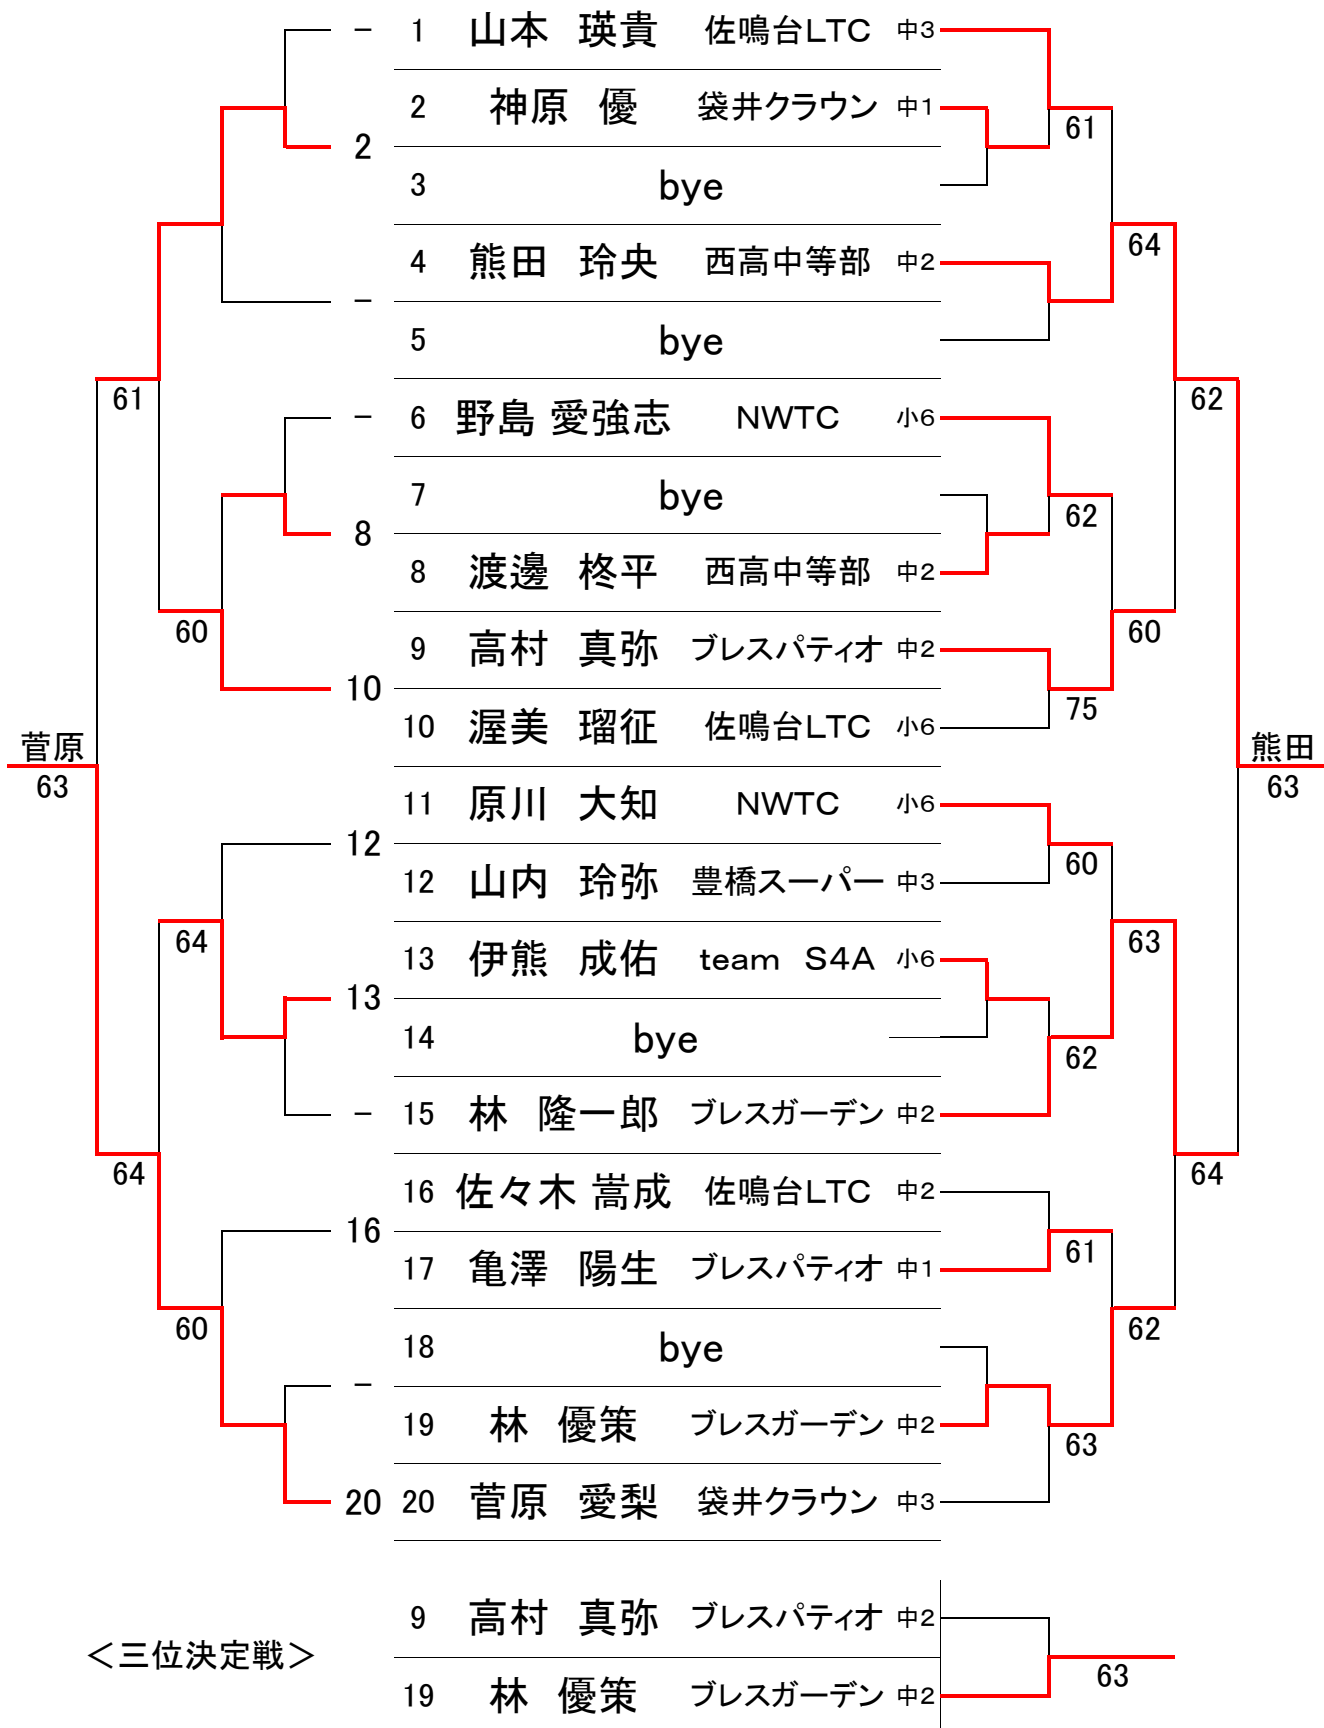 － 1 山本 瑛貴 佐鳴台LTC 中3
2 神原 優 袋井クラウン 中1
61
2
3 bye
4 熊田 玲央 西高中等部 中2
64
－
5 bye
61 62
－ 6 野島 愛強志 NWTC 小6
7 bye
62
8
8 渡邊 柊平 西高中等部 中2
60 60
9 高村 真弥 ブレスパティオ 中2
10
75
10 渥美 瑠征 佐鳴台LTC 小6
菅原 熊田
63 63
11 原川 大知 NWTC 小6
12
60
12 山内 玲弥 豊橋スーパー 中3
64 63
13 伊熊 成佑 team S4A 小6
13
14 bye
62
－ 15 林 隆一郎 ブレスガーデン 中2
64 64
16 佐々木 嵩成 佐鳴台LTC 中2
16
61
17 亀澤 陽生 ブレスパティオ 中1
60 62
18 bye
－
19 林 優策 ブレスガーデン 中2
63
20 20 菅原 愛梨 袋井クラウン 中3
9 高村 真弥 ブレスパティオ 中2
＜三位決定戦＞
63
19 林 優策 ブレスガーデン 中2